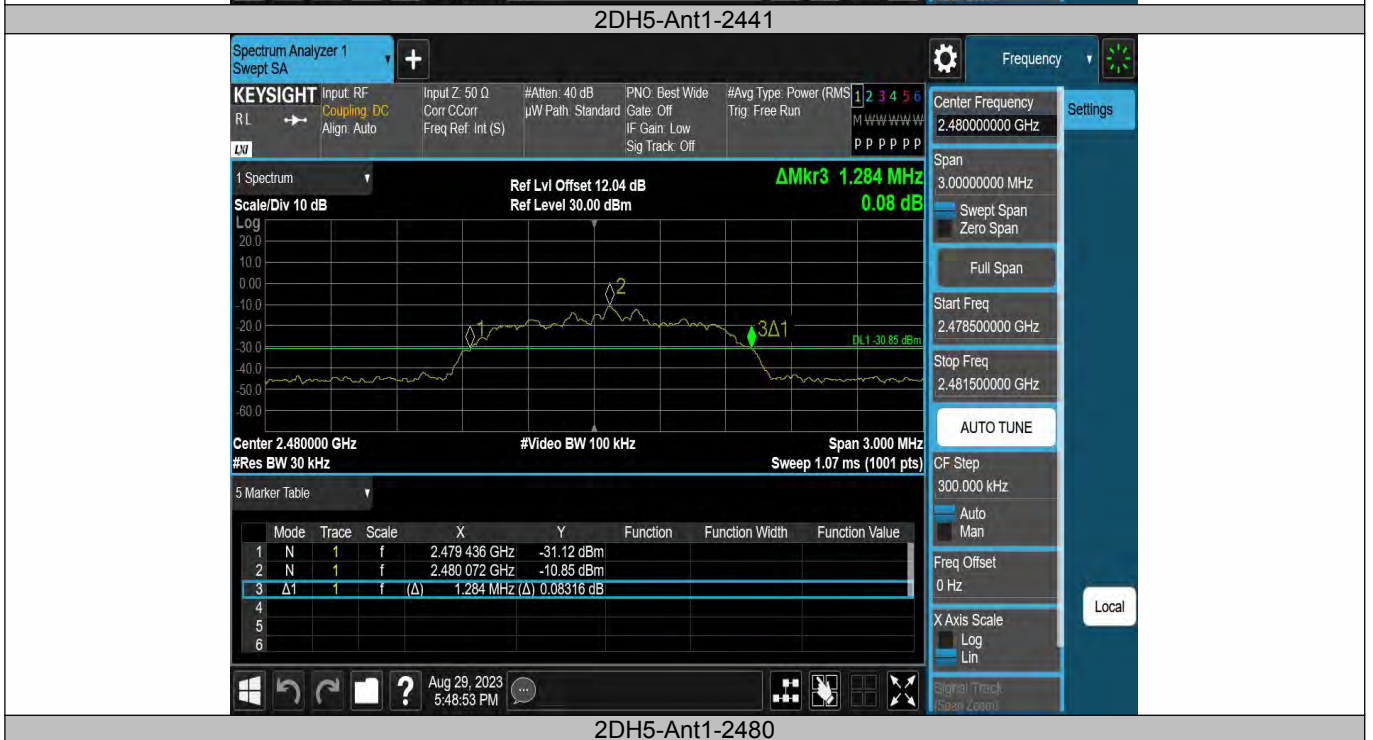 2DH5-Ant1-2441
Spectrum Analyzer 1
Swept SA
Frequency
KEYSIGHT
RL
LXI
Input: RF
Coupling: DC
Align: Auto
Input Z: 50 Ω
Corr CCorr
Freq Ref: Int (S)
#Atten: 40 dB
µW Path: Standard
PNO: Best Wide
Gate: Off
IF Gain: Low
Sig Track: Off
#Avg Type: Power (RMS
Trig: Free Run
1 2 3 4 5 6
M W W W W W
P P P P P P
1 Spectrum
Scale/Div 10 dB
Ref Lvl Offset 12.04 dB
Ref Level 30.00 dBm
ΔMkr3 1.284 MHz
0.08 dB
Log
20.0
10.0
0.00
-10.0
-20.0
-30.0
-40.0
-50.0
-60.0
1
2
3Δ1
DL1 -30.85 dBm
Center 2.480000 GHz
#Res BW 30 kHz
#Video BW 100 kHz
Span 3.000 MHz
Sweep 1.07 ms (1001 pts)
5 Marker Table
Mode Trace Scale X Y Function Function Width Function Value
1 N 1 f 2.479 436 GHz -31.12 dBm
2 N 1 f 2.480 072 GHz -10.85 dBm
3 Δ1 1 f (Δ) 1.284 MHz (Δ) 0.08316 dB
4
5
6
Aug 29, 2023
5:48:53 PM
Center Frequency
2.480000000 GHz
Span
3.00000000 MHz
Swept Span
Zero Span
Full Span
Start Freq
2.478500000 GHz
Stop Freq
2.481500000 GHz
AUTO TUNE
CF Step
300.000 kHz
Auto
Man
Freq Offset
0 Hz
X Axis Scale
Log
Lin
Signal Track
(Span Zoom)
Settings
Local
2DH5-Ant1-2480